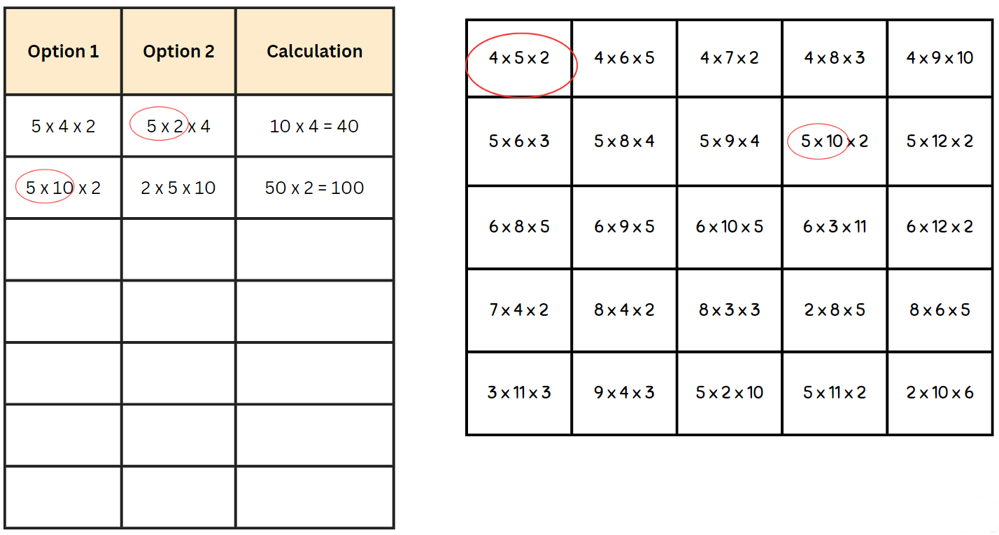 Option 1 Option 2 Calculation
5 x 4 x 2 5 x 2 x 4 10 x 4 = 40
5 x 10 x 2 2 x 5 x 10 50 x 2 = 100
4 x 5 x 2 4 x 6 x 5 4 x 7 x 2 4 x 8 x 3 4 x 9 x 10
5 x 6 x 3 5 x 8 x 4 5 x 9 x 4 5 x 10 x 2 5 x 12 x 2
6 x 8 x 5 6 x 9 x 5 6 x 10 x 5 6 x 3 x 11 6 x 12 x 2
7 x 4 x 2 8 x 4 x 2 8 x 3 x 3 2 x 8 x 5 8 x 6 x 5
3 x 11 x 3 9 x 4 x 3 5 x 2 x 10 5 x 11 x 2 2 x 10 x 6